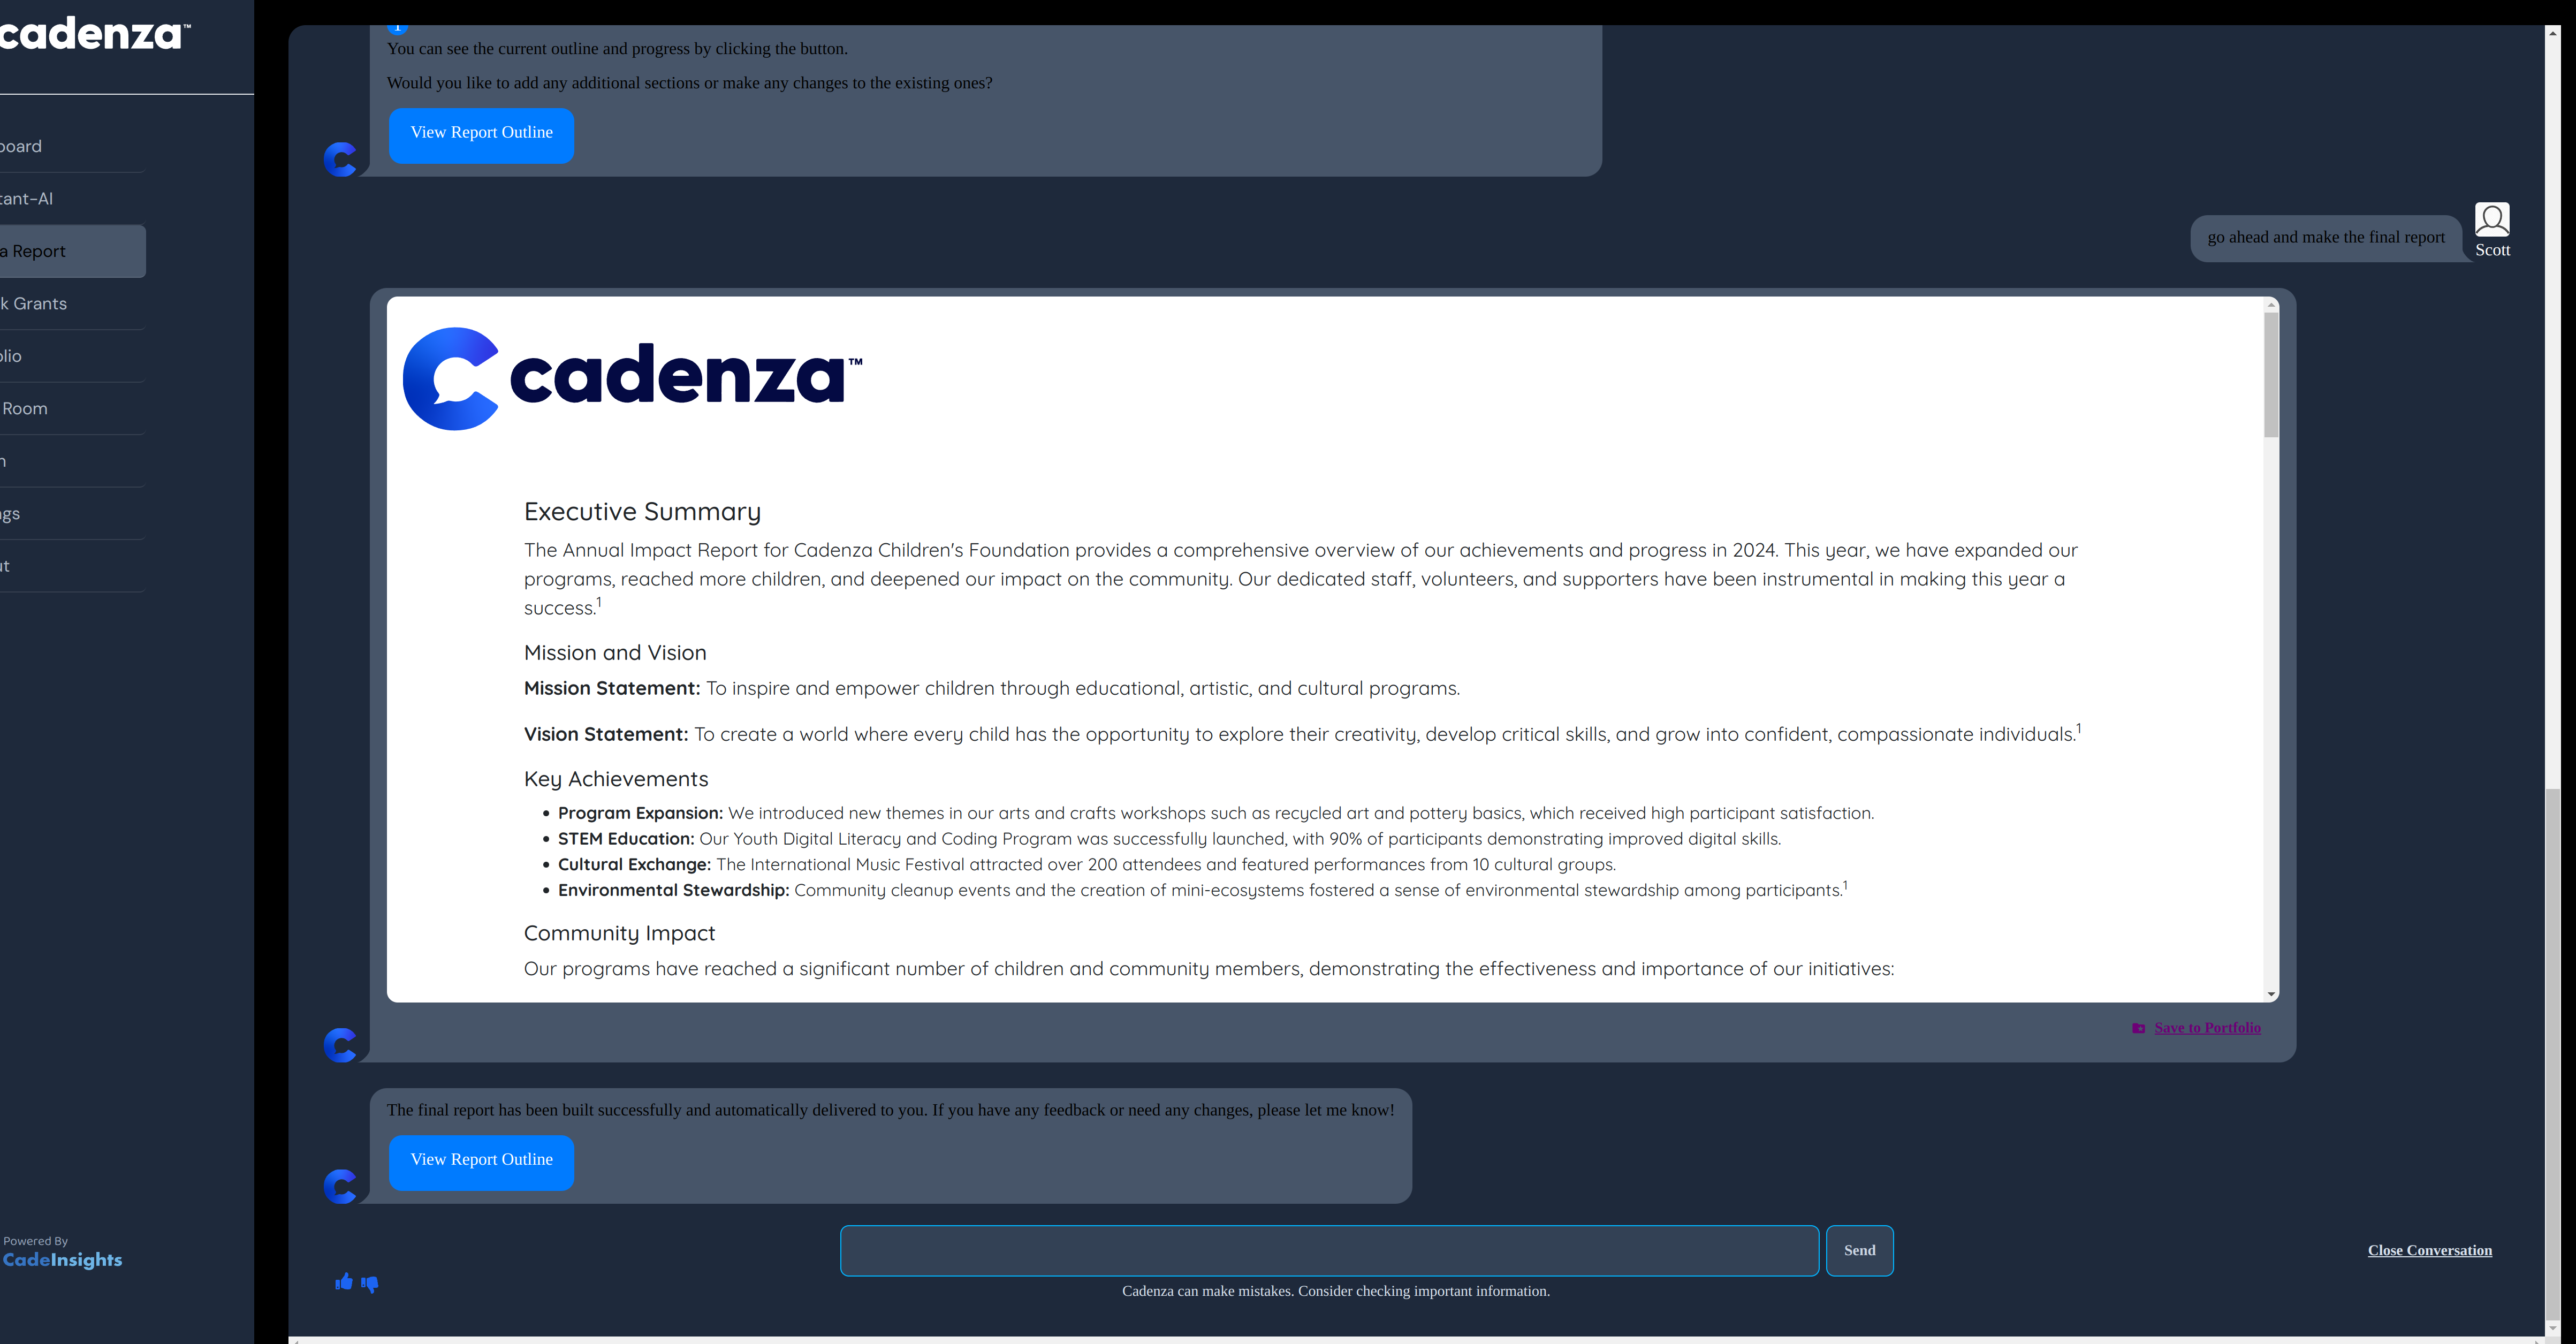 cadenza™
board
tant-AI
a Report
k Grants
olio
Room
n
ngs
ut
Powered By
CadeInsights
You can see the current outline and progress by clicking the button.
Would you like to add any additional sections or make any changes to the existing ones?
View Report Outline
go ahead and make the final report
Scott
cadenza™
Executive Summary
The Annual Impact Report for Cadenza Children's Foundation provides a comprehensive overview of our achievements and progress in 2024. This year, we have expanded our
programs, reached more children, and deepened our impact on the community. Our dedicated staff, volunteers, and supporters have been instrumental in making this year a
success.1
Mission and Vision
Mission Statement: To inspire and empower children through educational, artistic, and cultural programs.
Vision Statement: To create a world where every child has the opportunity to explore their creativity, develop critical skills, and grow into confident, compassionate individuals.1
Key Achievements
• Program Expansion: We introduced new themes in our arts and crafts workshops such as recycled art and pottery basics, which received high participant satisfaction.
• STEM Education: Our Youth Digital Literacy and Coding Program was successfully launched, with 90% of participants demonstrating improved digital skills.
• Cultural Exchange: The International Music Festival attracted over 200 attendees and featured performances from 10 cultural groups.
• Environmental Stewardship: Community cleanup events and the creation of mini-ecosystems fostered a sense of environmental stewardship among participants.1
Community Impact
Our programs have reached a significant number of children and community members, demonstrating the effectiveness and importance of our initiatives:
Save to Portfolio
The final report has been built successfully and automatically delivered to you. If you have any feedback or need any changes, please let me know!
View Report Outline
Send
Close Conversation
Cadenza can make mistakes. Consider checking important information.